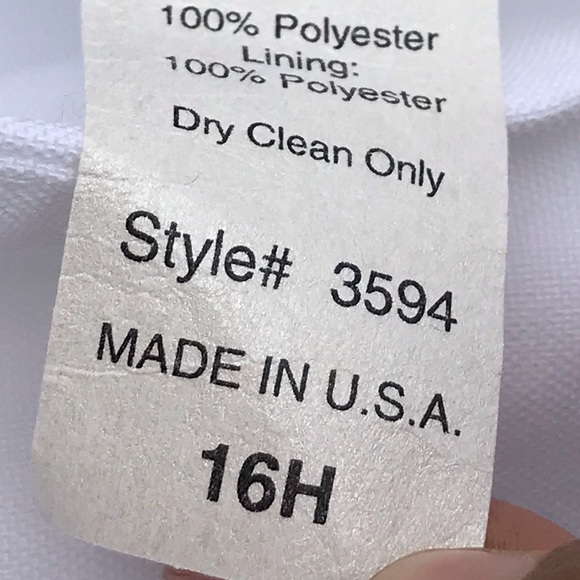 100% Polyester
Lining:
100% Polyester
Dry Clean Only
Style# 3594
MADE IN U.S.A.
16H